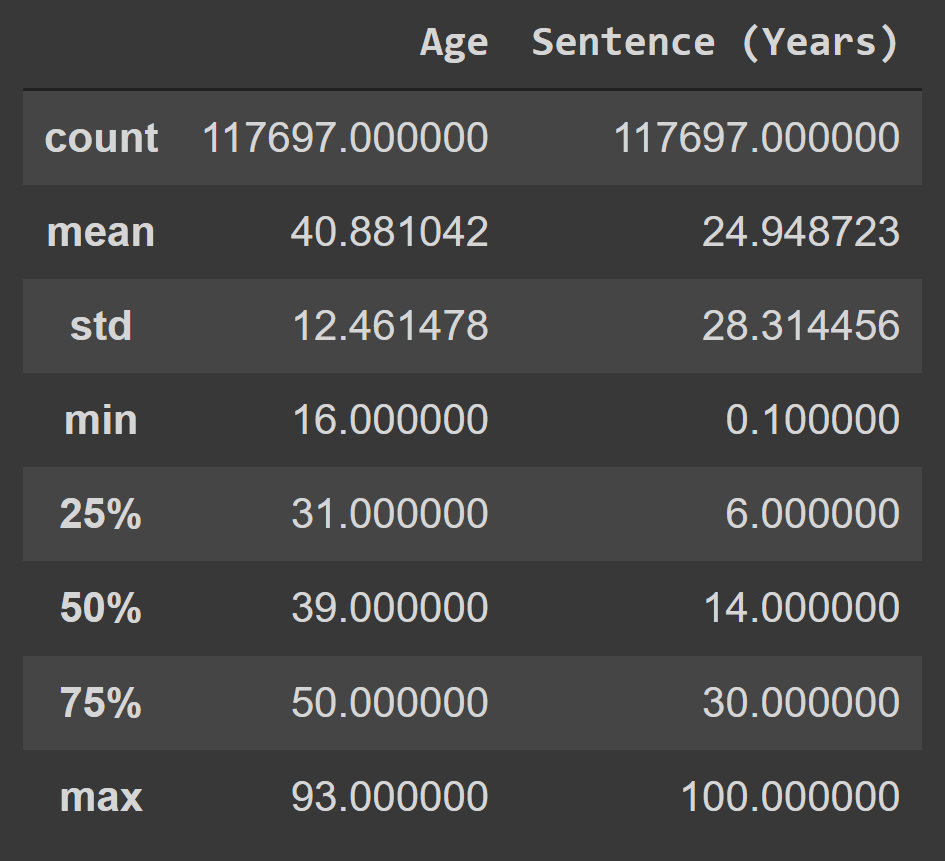 Age Sentence (Years)
count 117697.000000 117697.000000
mean 40.881042 24.948723
std 12.461478 28.314456
min 16.000000 0.100000
25% 31.000000 6.000000
50% 39.000000 14.000000
75% 50.000000 30.000000
max 93.000000 100.000000